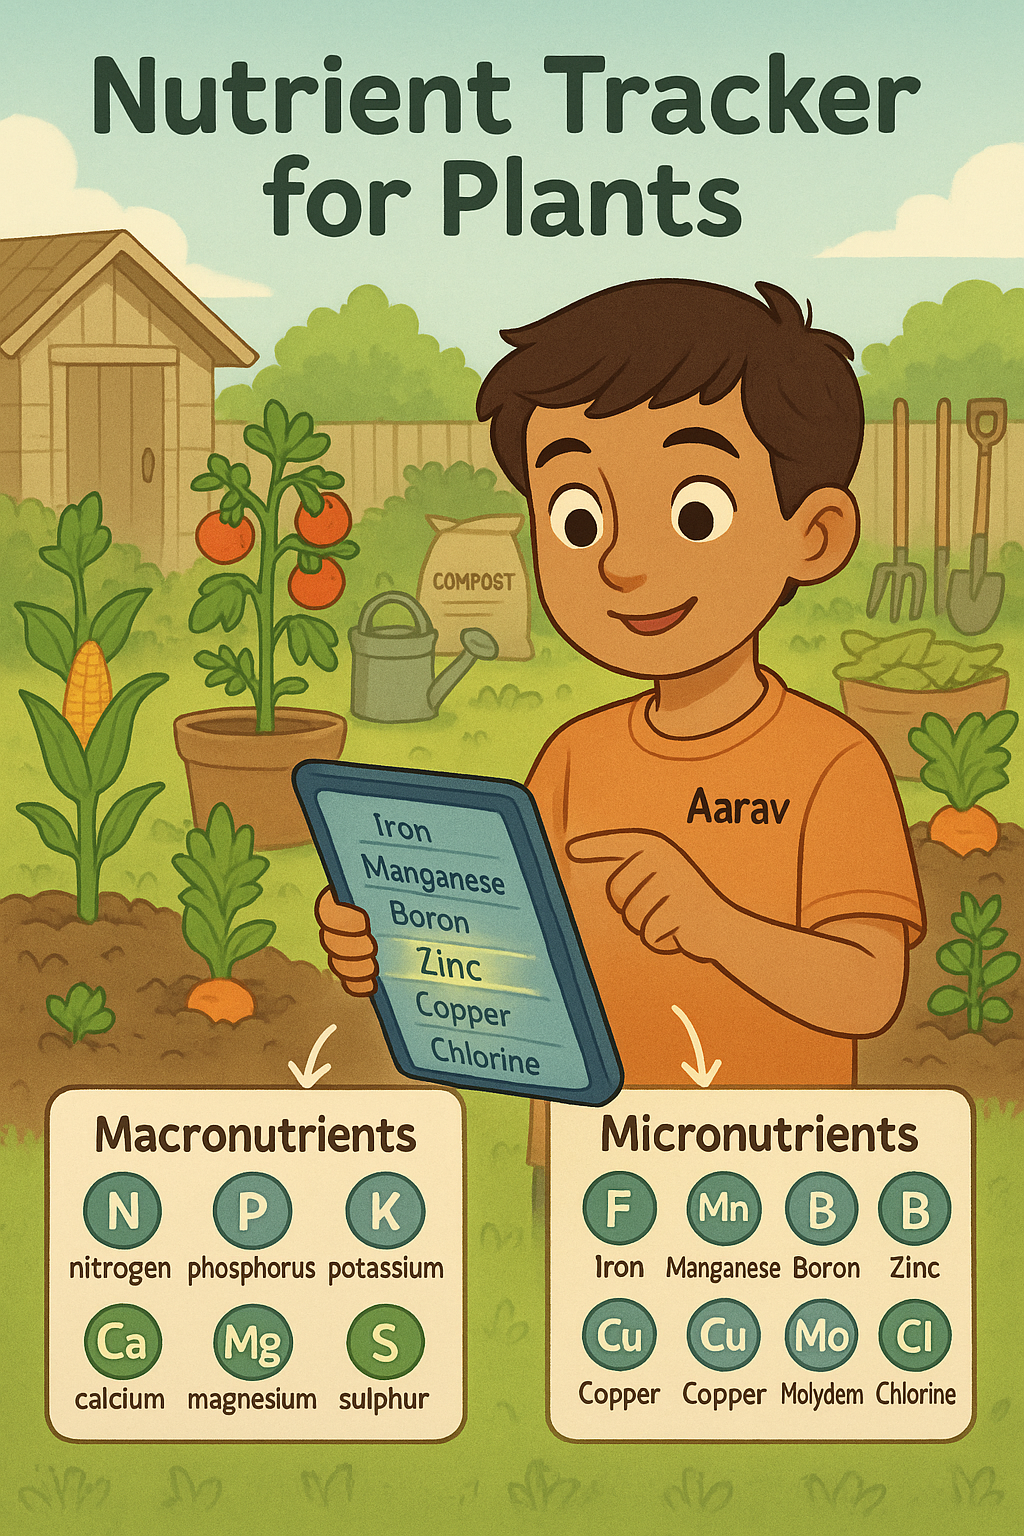 Nutrient Tracker
for Plants
COMPOST
Aarav
Iron
Manganese
Boron
Zinc
Copper
Chlorine
Macronutrients
N P K
nitrogen phosphorus potassium
Ca Mg S
calcium magnesium sulphur
Micronutrients
F Mn B B
Iron Manganese Boron Zinc
Cu Cu Mo Cl
Copper Copper Molydem Chlorine